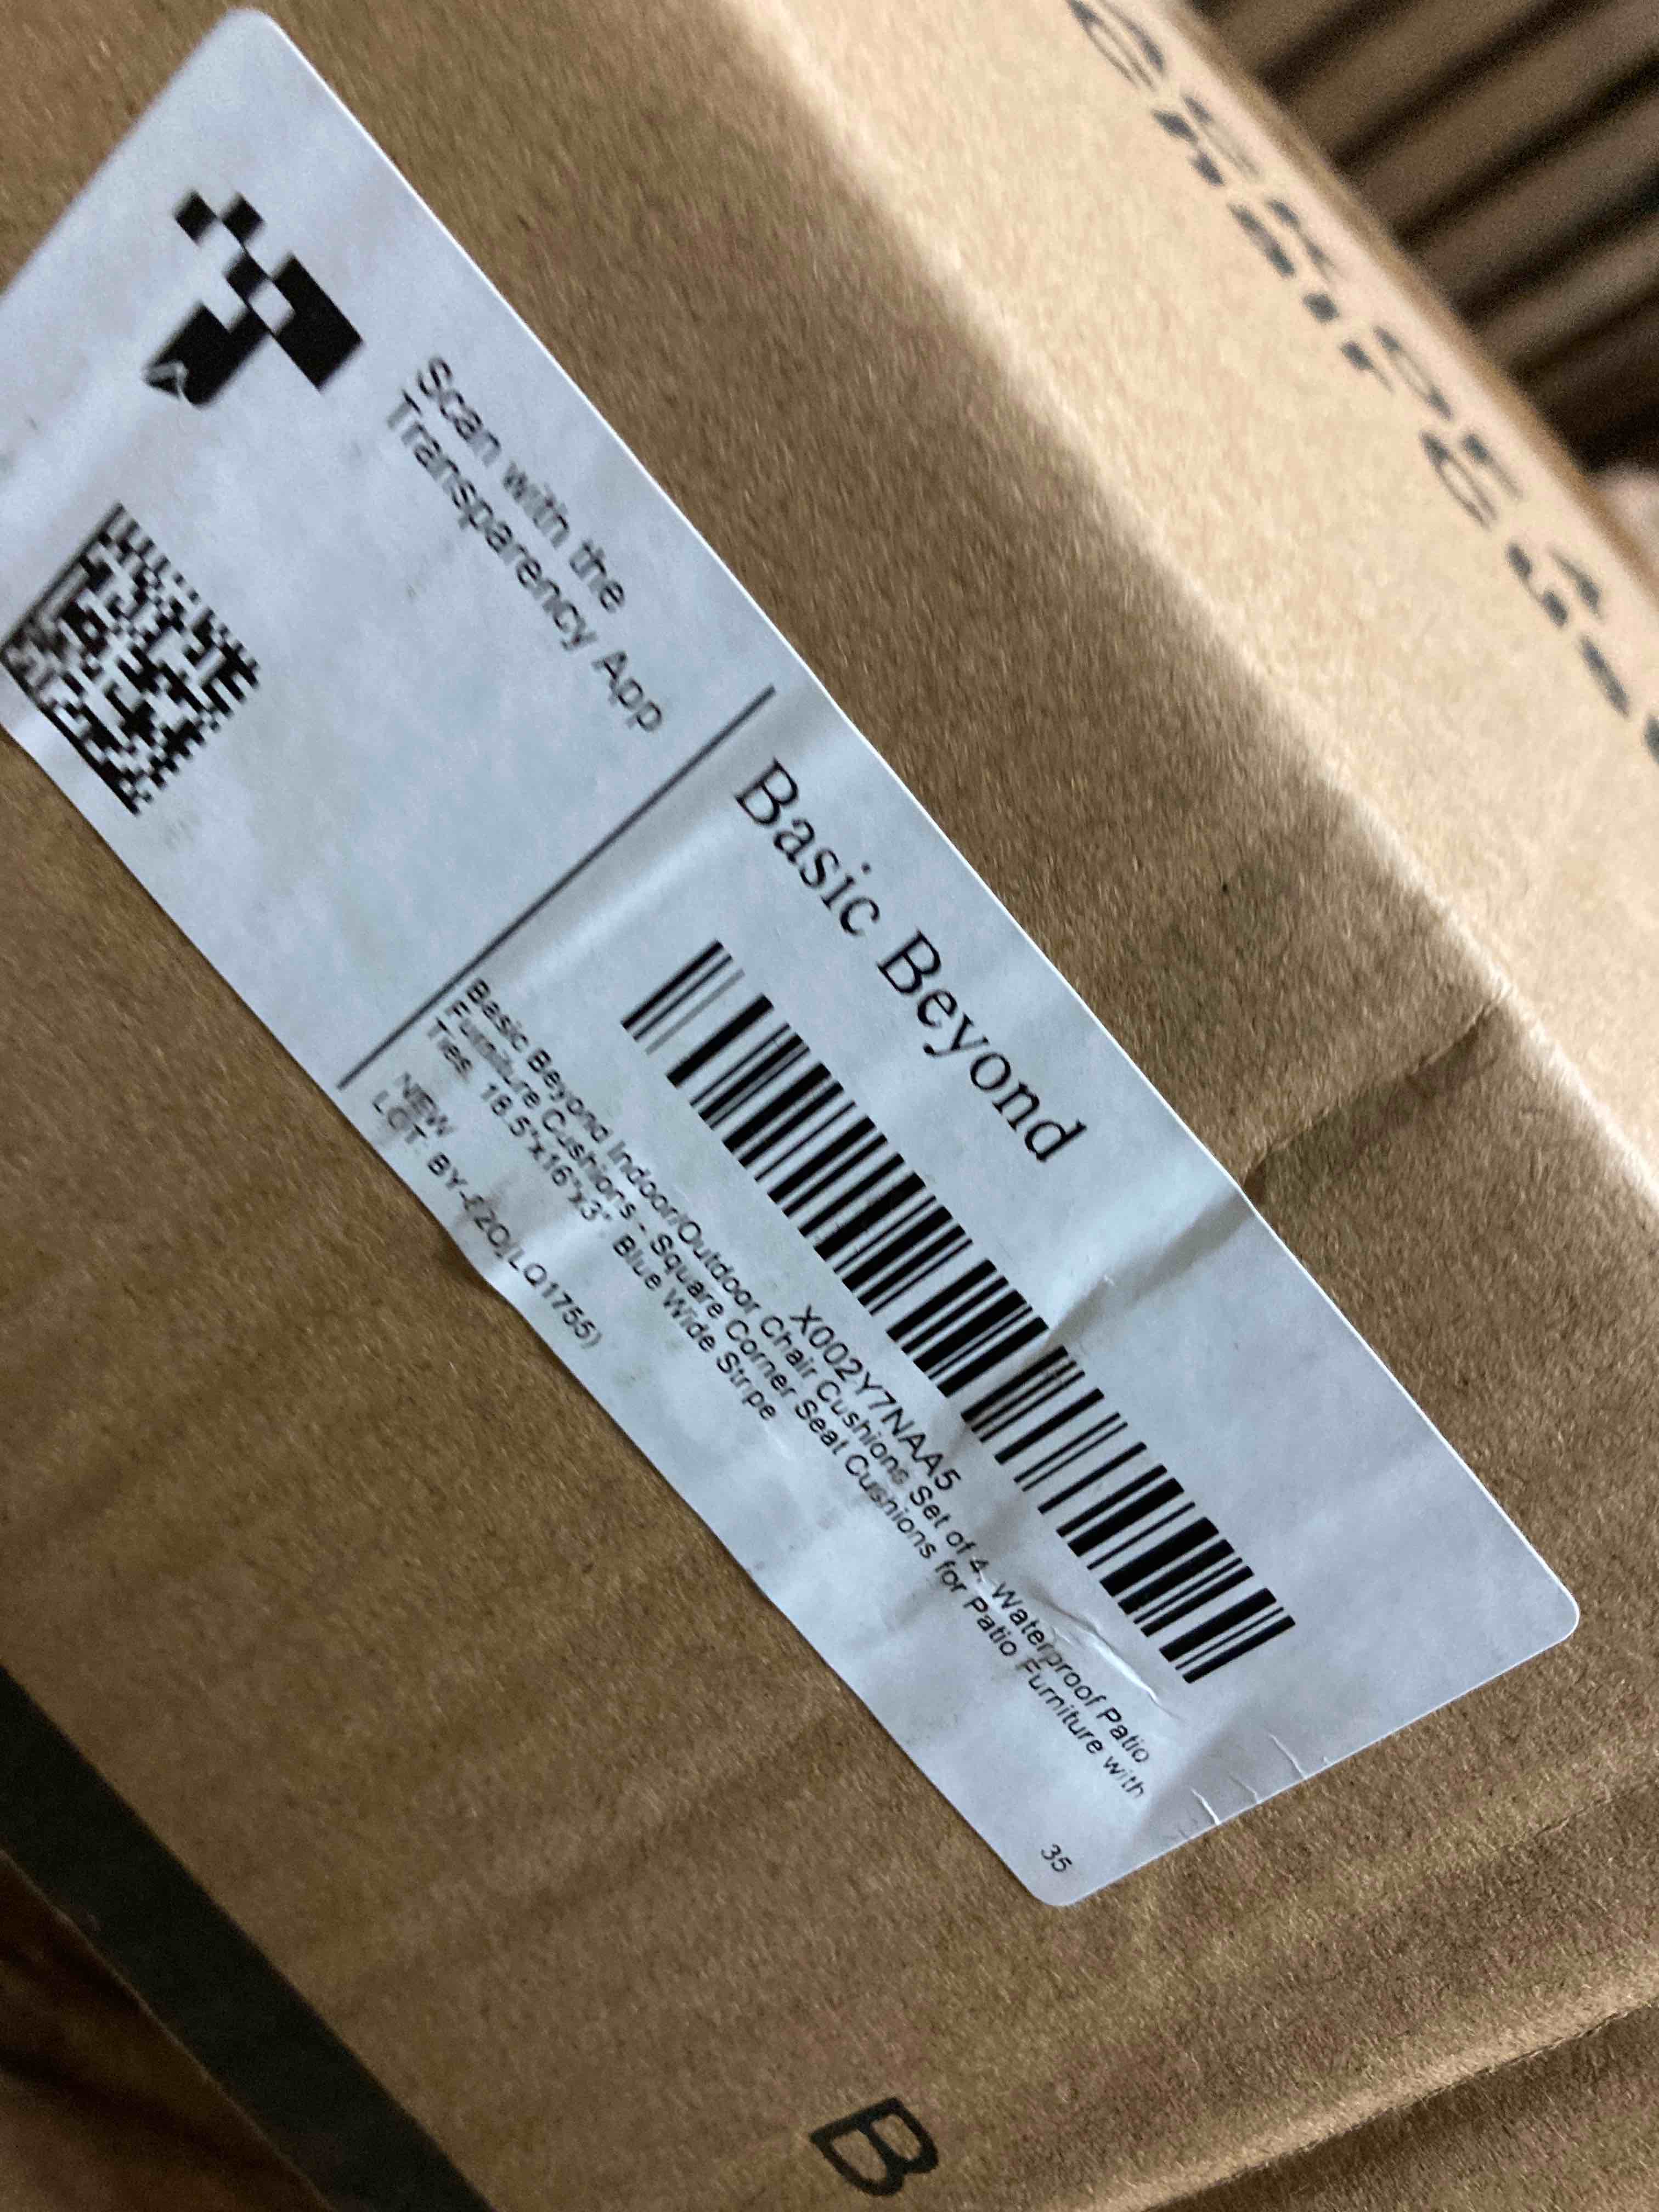 Scan with the
Transparency App
Basic Beyond
X002Y7NAA5
Basic Beyond Indoor/Outdoor Chair Cushions Set of 4, Waterproof Patio
Furniture Cushions - Square Corner Seat Cushions for Patio Furniture with
Ties, 18.5"x16"x3" Blue Wide Stripe
NEW
LOT: LQ1755)
35
B